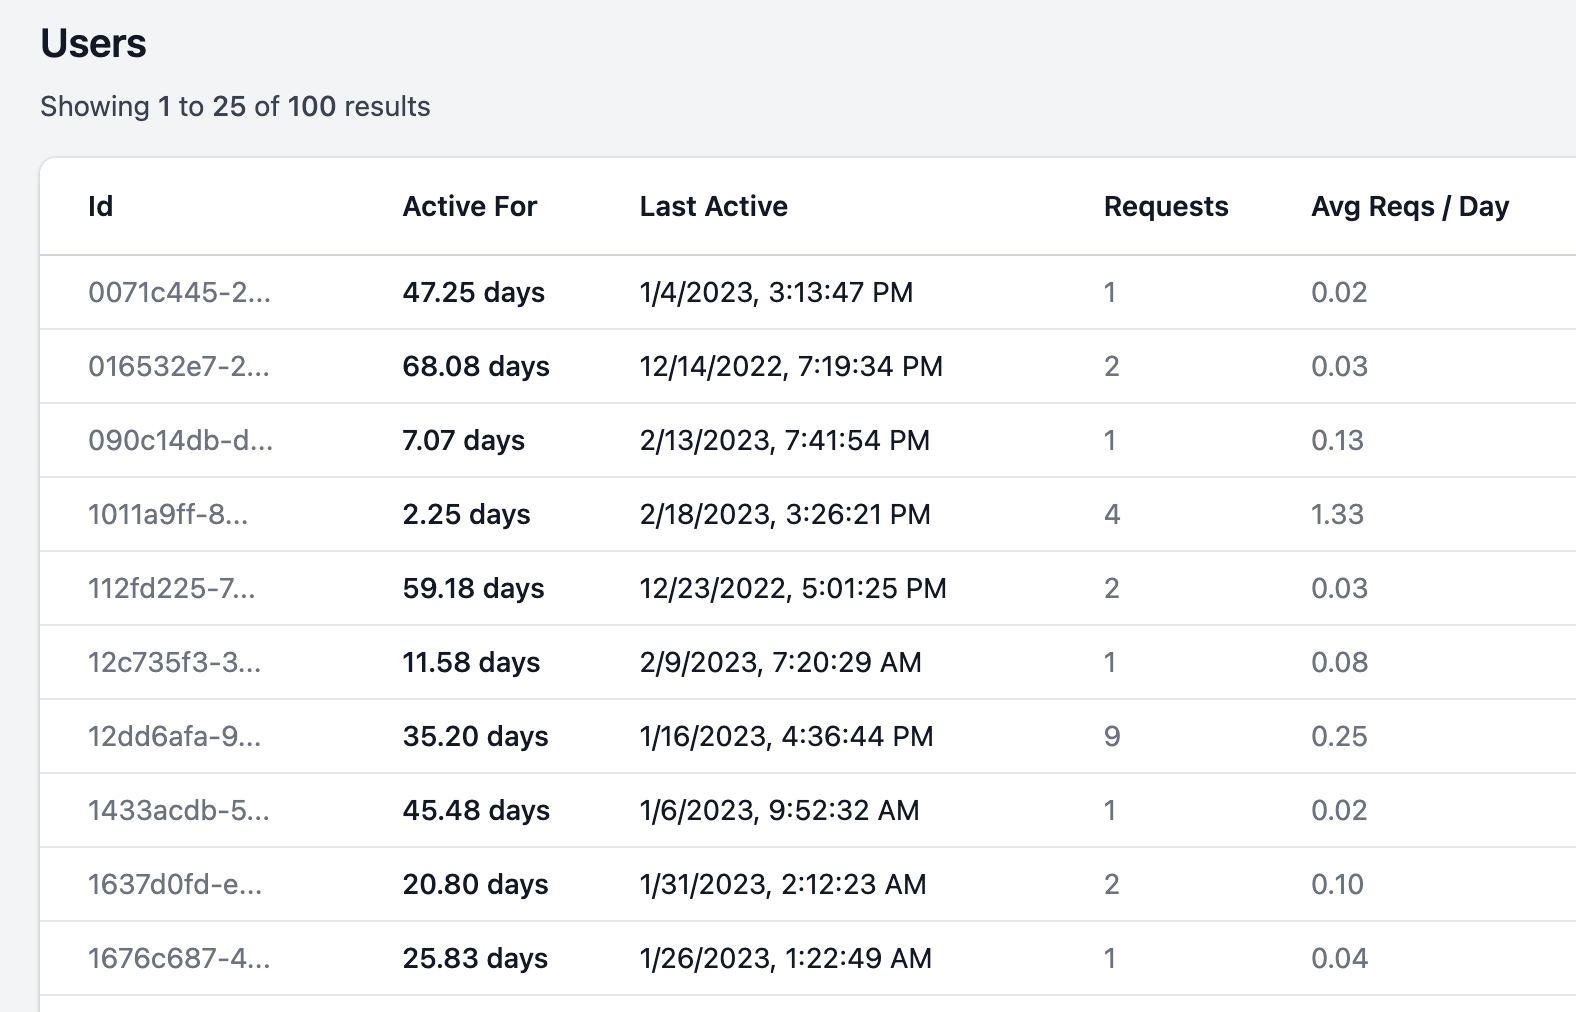 Users
Showing 1 to 25 of 100 results
Id Active For Last Active Requests Avg Reqs / Day
0071c445-2... 47.25 days 1/4/2023, 3:13:47 PM 1 0.02
016532e7-2... 68.08 days 12/14/2022, 7:19:34 PM 2 0.03
090c14db-d... 7.07 days 2/13/2023, 7:41:54 PM 1 0.13
1011a9ff-8... 2.25 days 2/18/2023, 3:26:21 PM 4 1.33
112fd225-7... 59.18 days 12/23/2022, 5:01:25 PM 2 0.03
12c735f3-3... 11.58 days 2/9/2023, 7:20:29 AM 1 0.08
12dd6afa-9... 35.20 days 1/16/2023, 4:36:44 PM 9 0.25
1433acdb-5... 45.48 days 1/6/2023, 9:52:32 AM 1 0.02
1637d0fd-e... 20.80 days 1/31/2023, 2:12:23 AM 2 0.10
1676c687-4... 25.83 days 1/26/2023, 1:22:49 AM 1 0.04